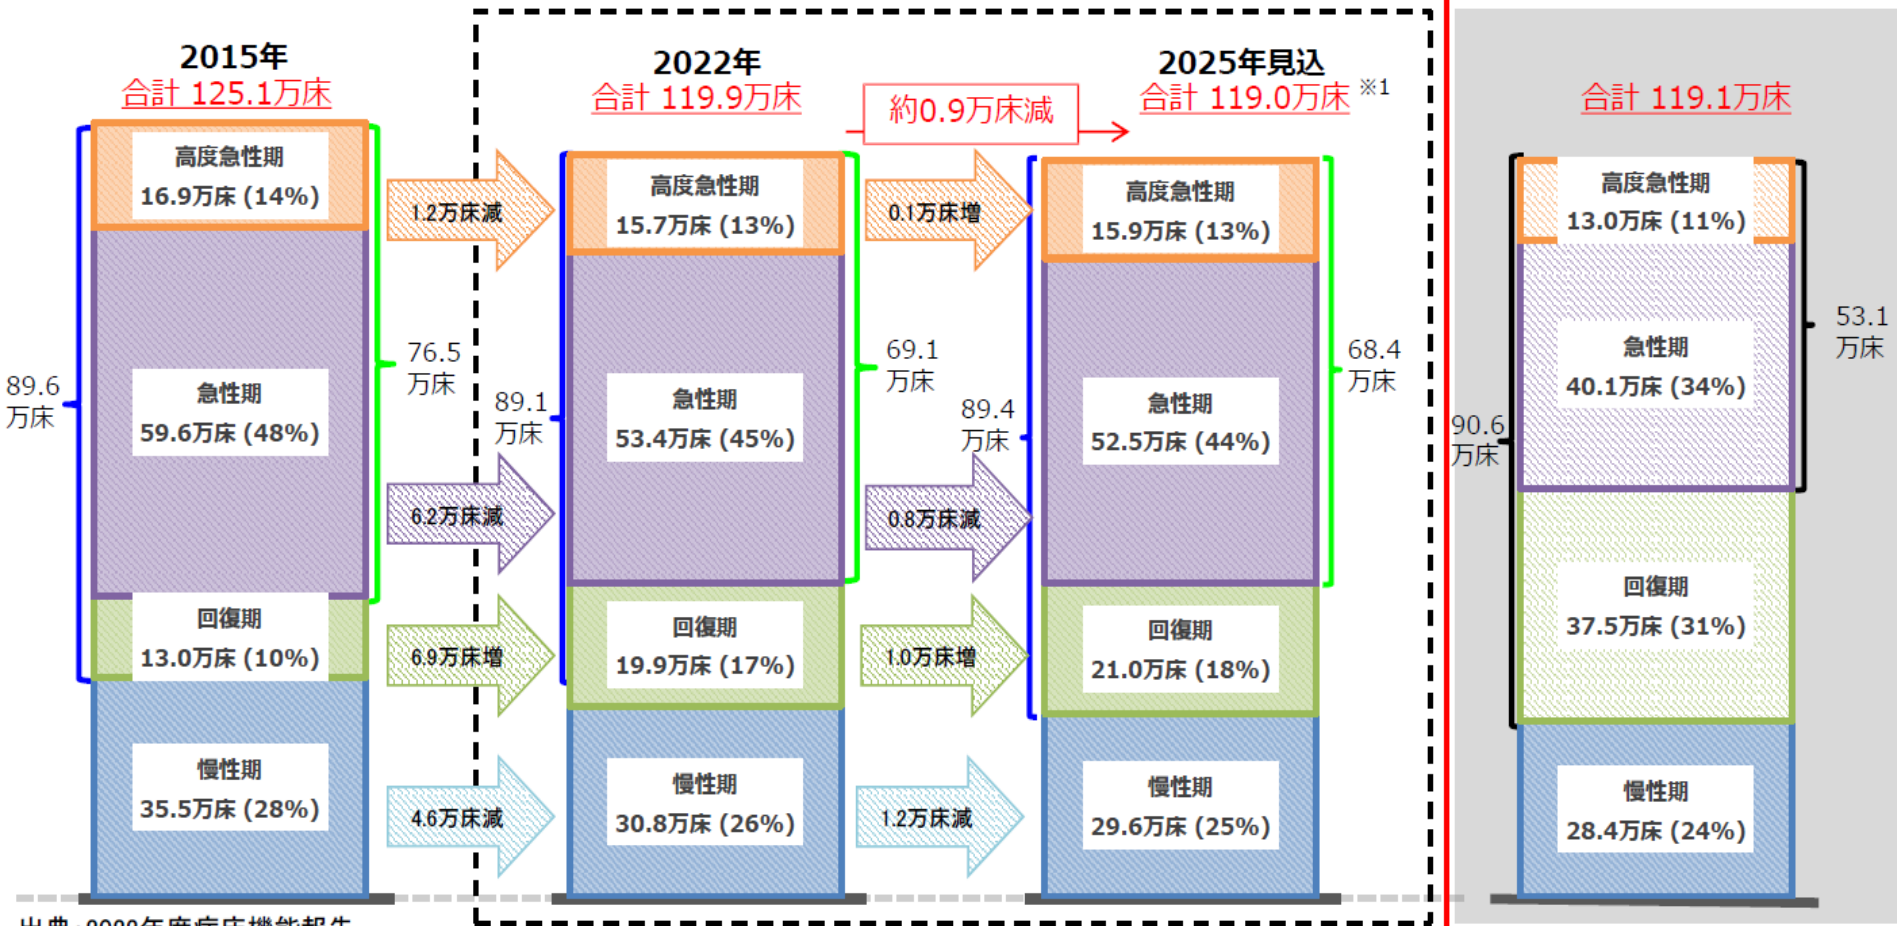 2015年
合計 125.1万床
高度急性期
16.9万床 (14%)
急性期
59.6万床 (48%)
回復期
13.0万床 (10%)
慢性期
35.5万床 (28%)
89.6
万床
76.5
万床
1.2万床減
6.2万床減
6.9万床増
4.6万床減
2022年
合計 119.9万床
高度急性期
15.7万床 (13%)
急性期
53.4万床 (45%)
回復期
19.9万床 (17%)
慢性期
30.8万床 (26%)
89.1
万床
69.1
万床
約0.9万床減
0.1万床増
0.8万床減
1.0万床増
1.2万床減
2025年見込
合計 119.0万床 ※1
高度急性期
15.9万床 (13%)
急性期
52.5万床 (44%)
回復期
21.0万床 (18%)
慢性期
29.6万床 (25%)
89.4
万床
68.4
万床
合計 119.1万床
高度急性期
13.0万床 (11%)
急性期
40.1万床 (34%)
回復期
37.5万床 (31%)
慢性期
28.4万床 (24%)
90.6
万床
53.1
万床